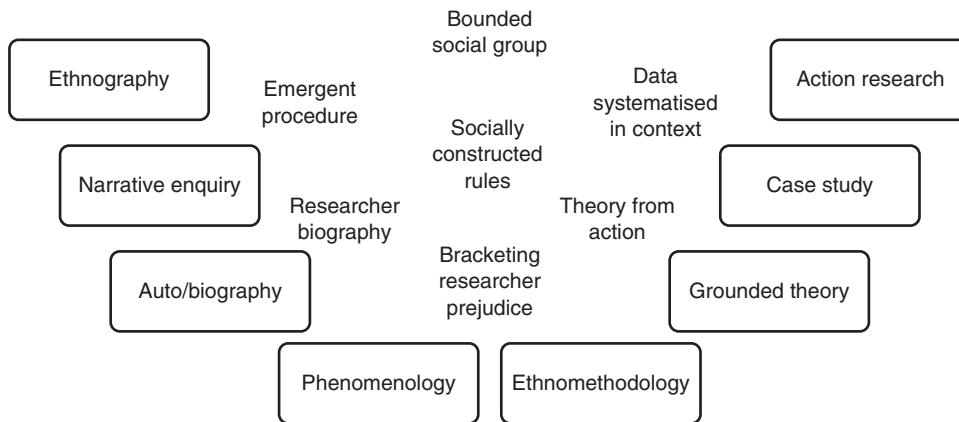 Bounded
social group
Ethnography
Emergent
procedure
Data
systematised
in context
Action research
Socially
constructed
rules
Narrative enquiry
Case study
Researcher
biography
Theory from
action
Bracketing
researcher
prejudice
Auto/biography
Grounded theory
Phenomenology
Ethnomethodology